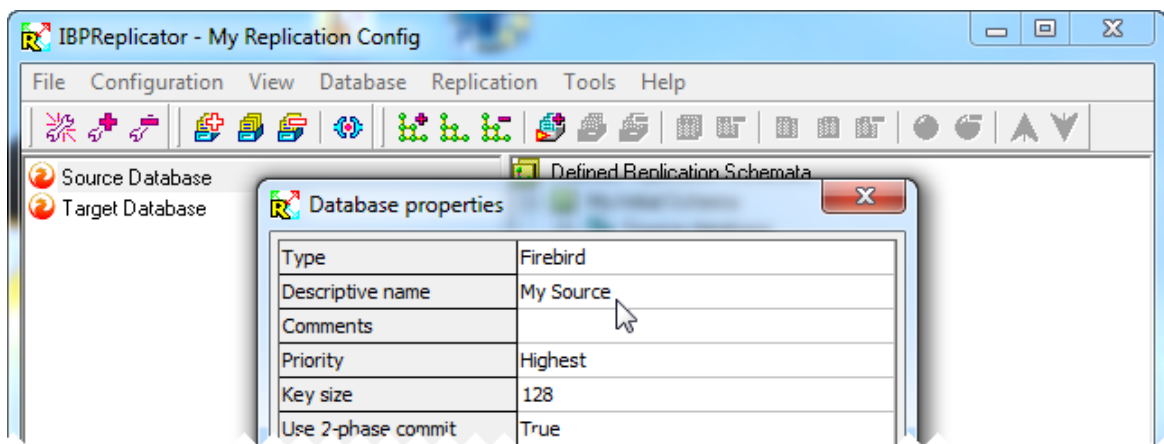 IBPReplicator - My Replication Config
File Configuration View Database Replication Tools Help
Source Database
Defined Replication Schemata
Target Database
Database properties
Type Firebird
Descriptive name My Source
Comments
Priority Highest
Key size 128
Use 2-phase commit True